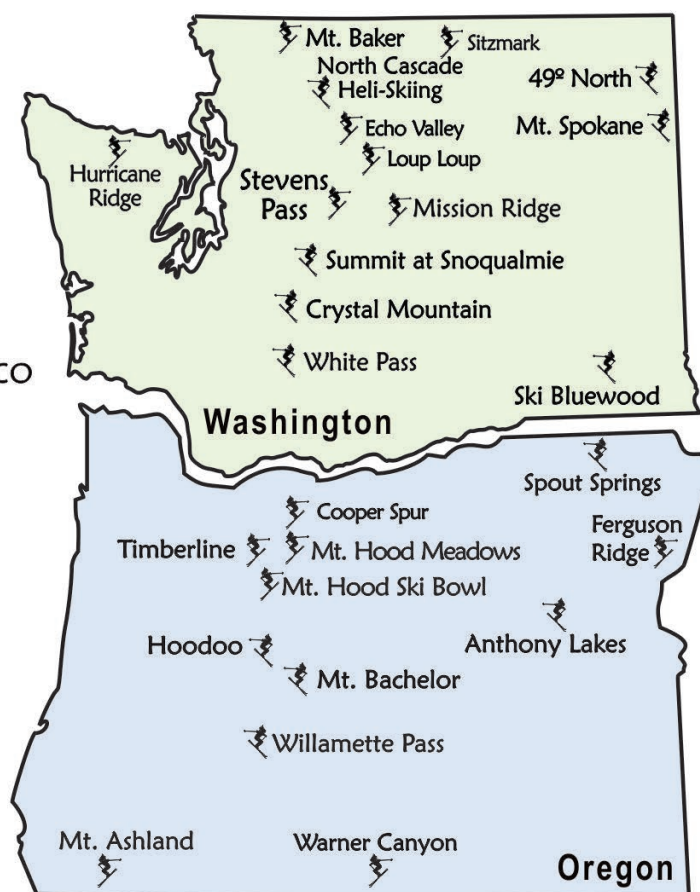 Mt. Baker
Sitzmark
North Cascade
Heli-Skiing
49º North
Echo Valley
Mt. Spokane
Loup Loup
Hurricane
Ridge
Stevens
Pass
Mission Ridge
Summit at Snoqualmie
Crystal Mountain
White Pass
CO
Ski Bluewood
Washington
Spout Springs
Cooper Spur
Ferguson
Ridge
Timberline
Mt. Hood Meadows
Mt. Hood Ski Bowl
Hoodoo
Anthony Lakes
Mt. Bachelor
Willamette Pass
Mt. Ashland
Warner Canyon
Oregon